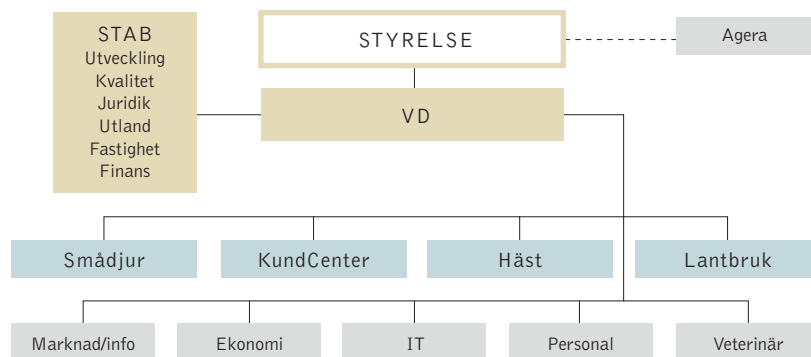 STAB
Utveckling
Kvalitet
Juridik
Utland
Fastighet
Finans
STYRELSE
Agera
VD
Smådjur
KundCenter
Häst
Lantbruk
Marknad/info
Ekonomi
IT
Personal
Veterinär